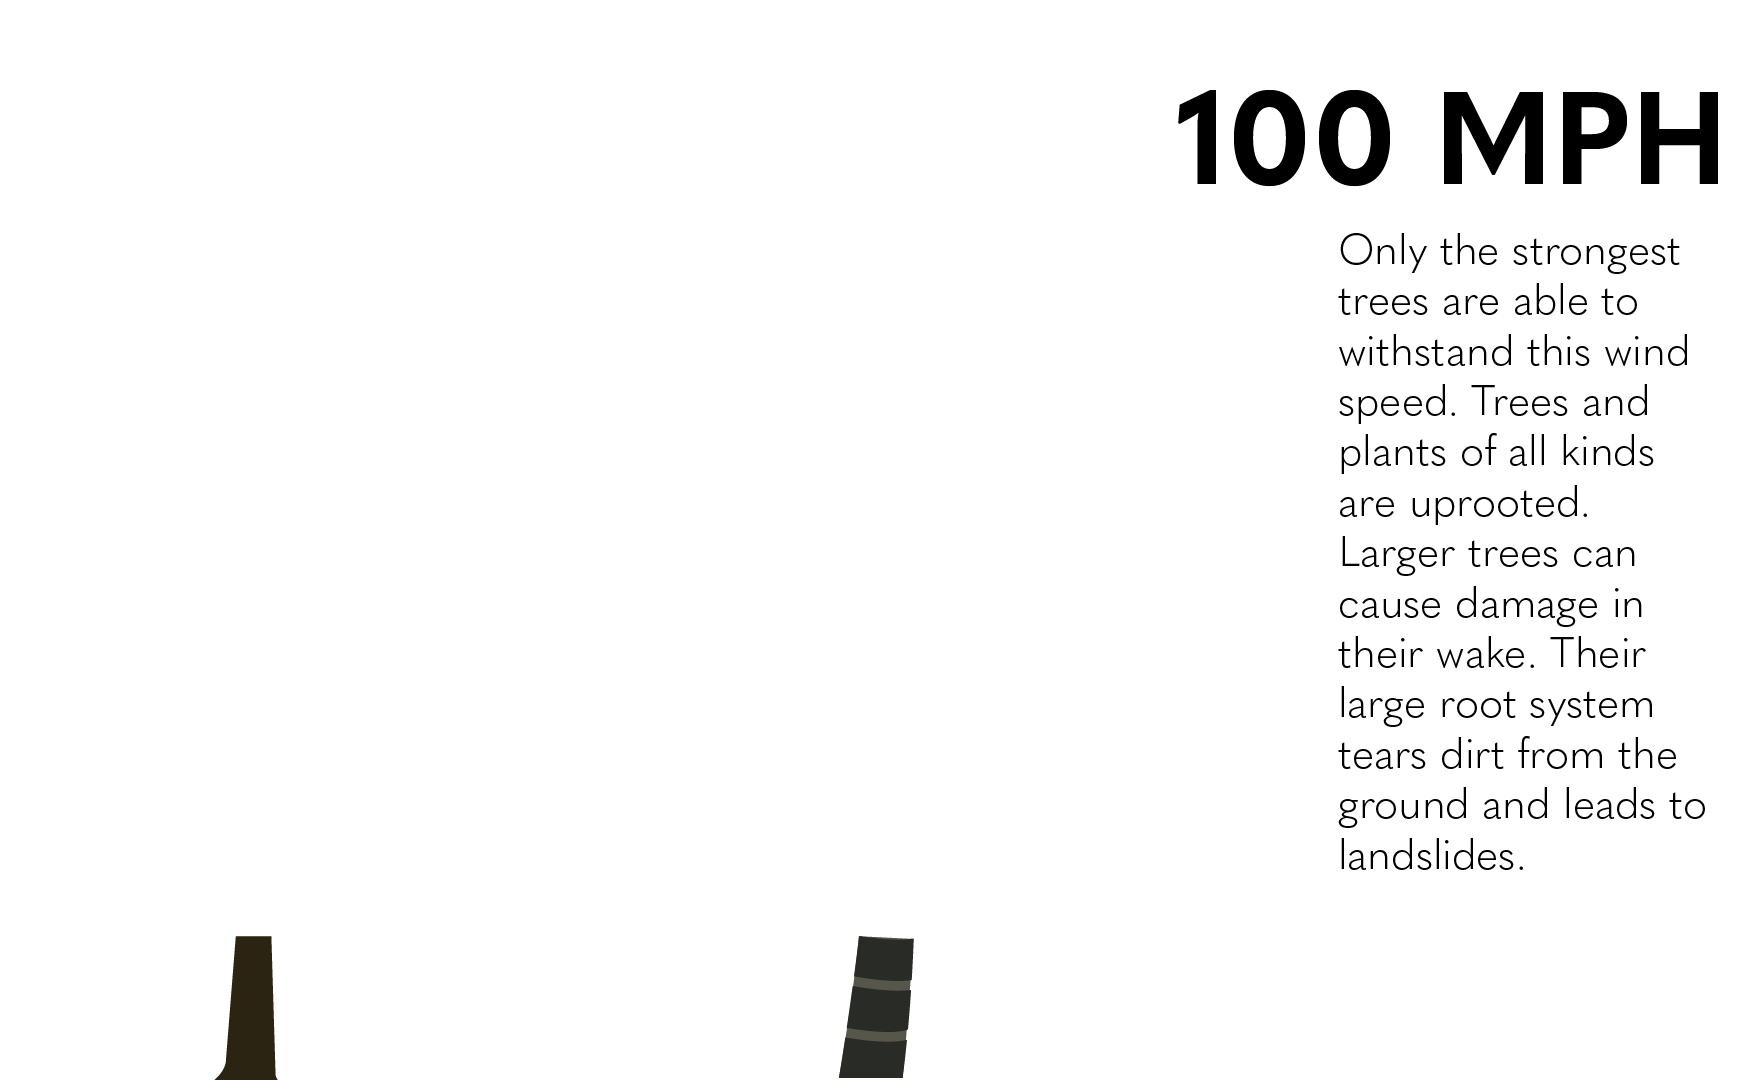 100 MPH
Only the strongest
trees are able to
withstand this wind
speed. Trees and
plants of all kinds
are uprooted.
Larger trees can
cause damage in
their wake. Their
large root system
tears dirt from the
ground and leads to
landslides.